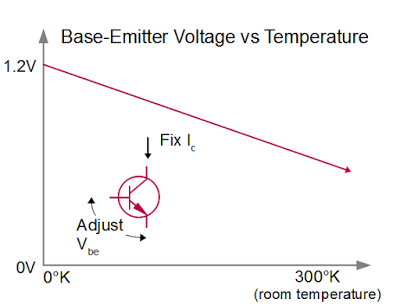 Base-Emitter Voltage vs Temperature
1.2V
Fix Ic
Adjust
Vbe
0V
0°K
300°K
(room temperature)